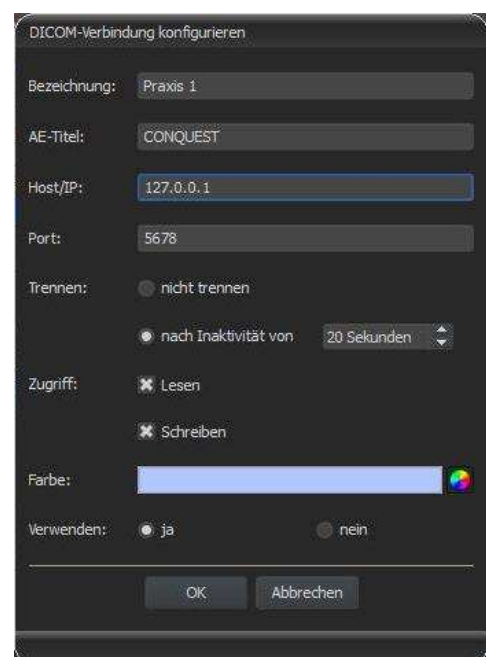 DICOM-Verbindung konfigurieren
Bezeichnung: Praxis 1
AE-Titel: CONQUEST
Host/IP: 127.0.0.1
Port: 5678
Trennen: nicht trennen
nach Inaktivität von 20 Sekunden
Zugriff: Lesen
Schreiben
Farbe:
Verwenden: ja nein
OK Abbrechen